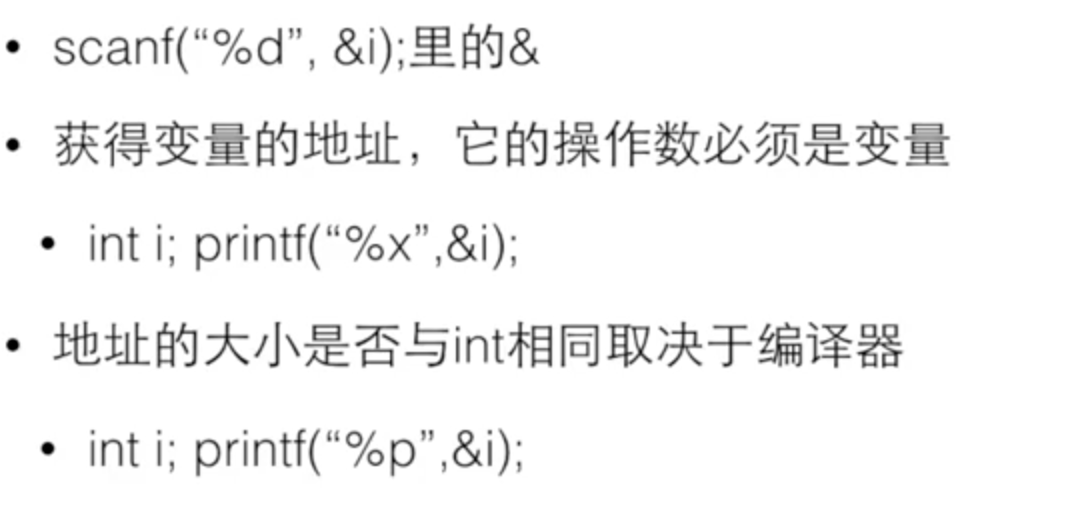 • scanf(“%d”, &i);里的&
• 获得变量的地址，它的操作数必须是变量
• int i; printf(“%x”,&i);
• 地址的大小是否与int相同取决于编译器
• int i; printf(“%p”,&i);